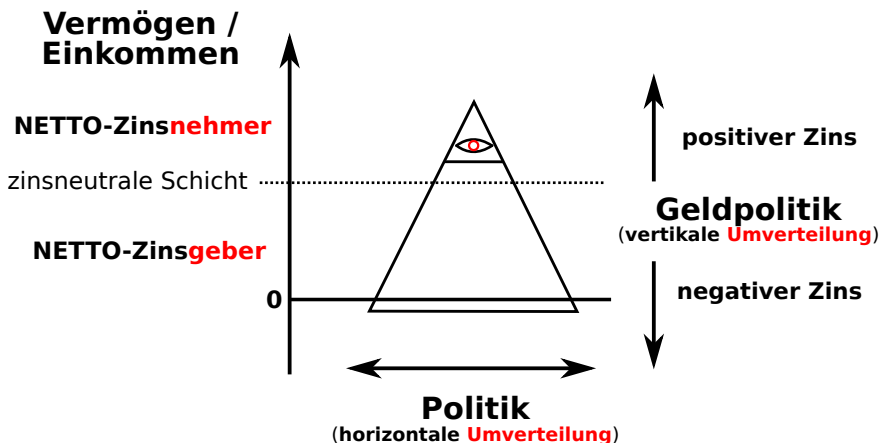 Vermögen /
Einkommen
NETTO-Zinsnehmer
zinsneutrale Schicht
NETTO-Zinsgeber
0
positiver Zins
Geldpolitik
(vertikale Umverteilung)
negativer Zins
Politik
(horizontale Umverteilung)